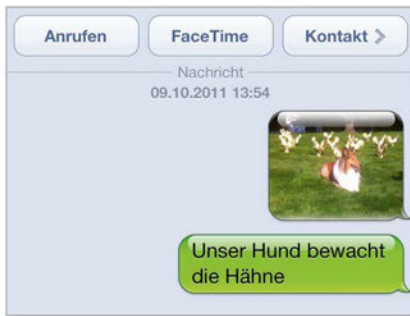 Anrufen FaceTime Kontakt
Nachricht
09.10.2011 13:54
Unser Hund bewacht
die Hähne